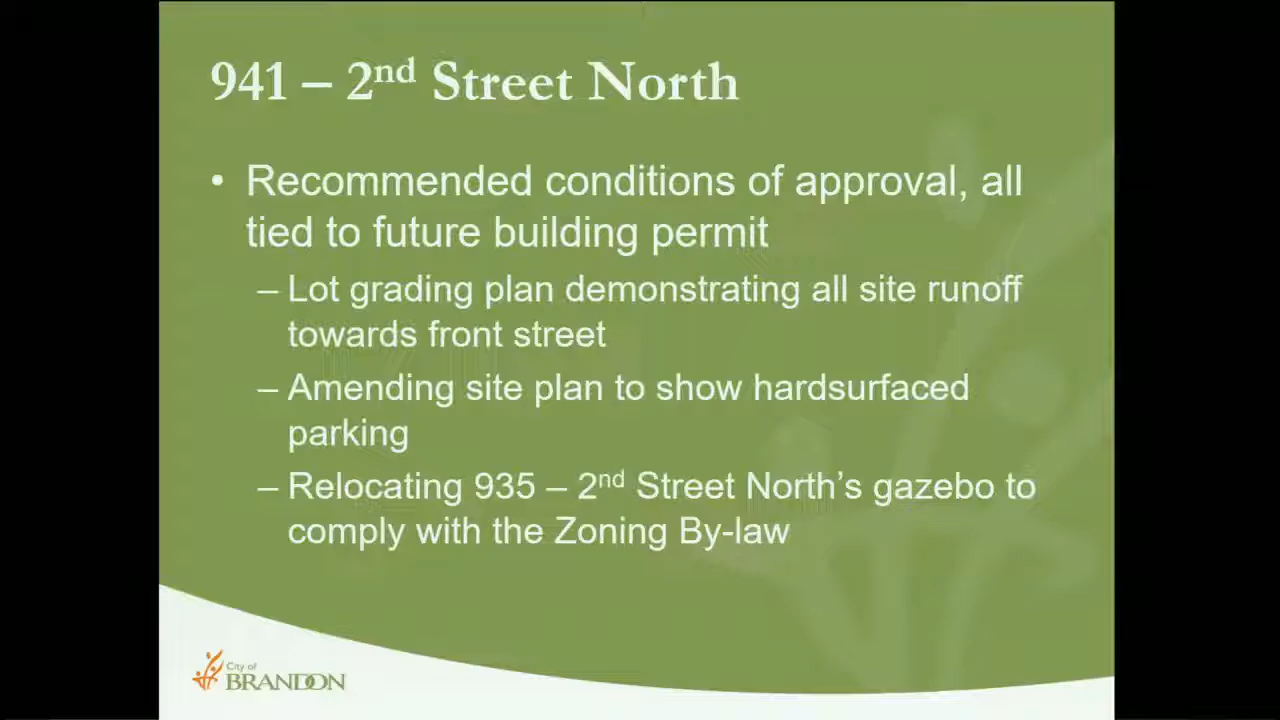 941 – 2nd Street North
• Recommended conditions of approval, all
tied to future building permit
– Lot grading plan demonstrating all site runoff
towards front street
– Amending site plan to show hardsurfaced
parking
– Relocating 935 – 2nd Street North’s gazebo to
comply with the Zoning By-law
City of
BRANDON